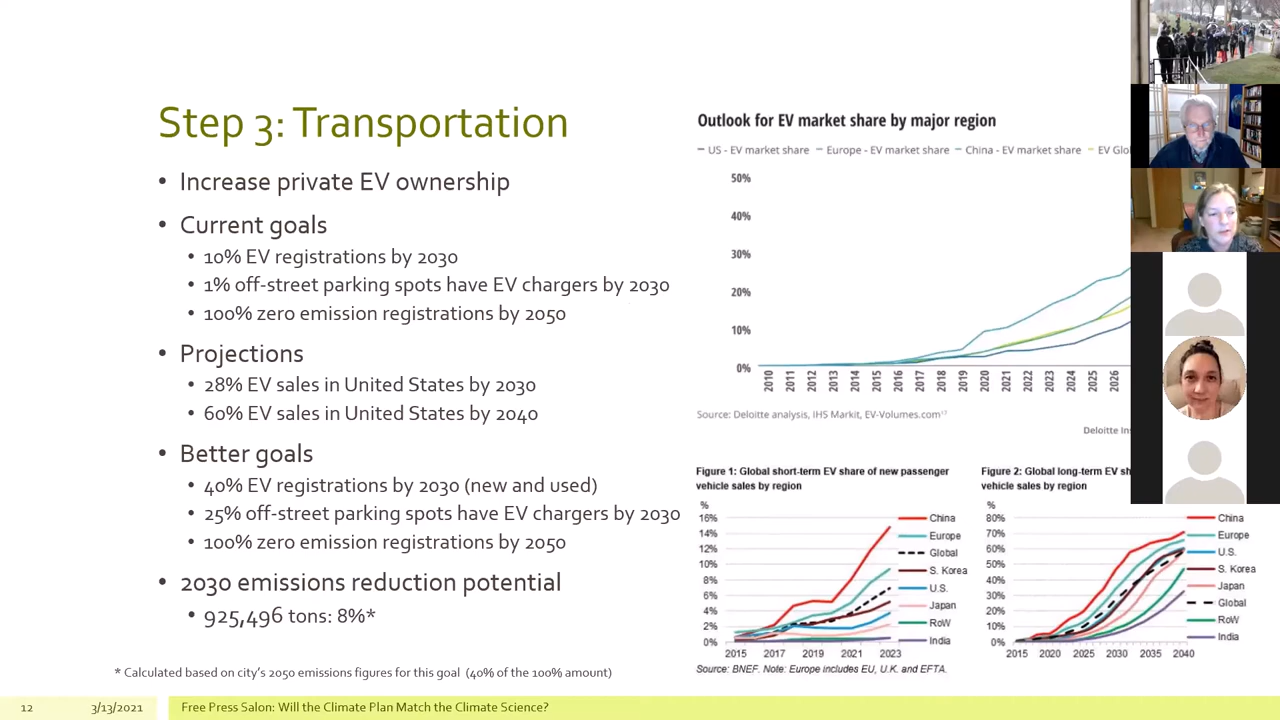 Step 3: Transportation
• Increase private EV ownership
• Current goals
• 10% EV registrations by 2030
• 1% off-street parking spots have EV chargers by 2030
• 100% zero emission registrations by 2050
• Projections
• 28% EV sales in United States by 2030
• 60% EV sales in United States by 2040
• Better goals
• 40% EV registrations by 2030 (new and used)
• 25% off-street parking spots have EV chargers by 2030
• 100% zero emission registrations by 2050
• 2030 emissions reduction potential
• 925,496 tons: 8%*
* Calculated based on city's 2050 emissions figures for this goal (40% of the 100% amount)
Outlook for EV market share by major region
US - EV market share Europe - EV market share China - EV market share EV
50%
40%
30%
20%
10%
0%
2010 2011 2012 2013 2014 2015 2016 2017 2018 2019 2020 2021 2022 2023 2024 2025 2026
Source: Deloitte analysis, IHS Markit, EV-Volumes.com17
Deloitte
Figure 1: Global short-term EV share of new passenger
vehicle sales by region
%
16%
14%
12%
10%
8%
6%
4%
2%
0%
2015 2017 2019 2021 2023
China
Europe
Global
S. Korea
U.S.
Japan
RoW
India
Figure 2: Global long-term EV
vehicle sales by region
%
80%
70%
60%
50%
40%
30%
20%
10%
0%
2015 2020 2025 2030 2035 2040
China
Europe
U.S.
S. Korea
Japan
Global
RoW
India
Source: BNEF. Note: Europe includes EU, U.K. and EFTA.
12 3/13/2021 Free Press Salon: Will the Climate Plan Match the Climate Science?